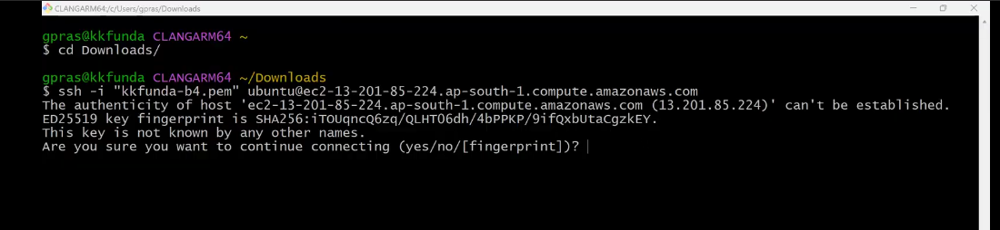 CLANGARM64:/c/Users/gpras/Downloads
gpras@kkfunda CLANGARM64 ~
$ cd Downloads/
gpras@kkfunda CLANGARM64 ~/Downloads
$ ssh -i "kkfunda-b4.pem" ubuntu@ec2-13-201-85-224.ap-south-1.compute.amazonaws.com
The authenticity of host 'ec2-13-201-85-224.ap-south-1.compute.amazonaws.com (13.201.85.224)' can't be established.
ED25519 key fingerprint is SHA256:iTOUqncQ6zq/QLHT06dh/4bPPKP/9ifQxbUtaCgzkEY.
This key is not known by any other names.
Are you sure you want to continue connecting (yes/no/[fingerprint])?